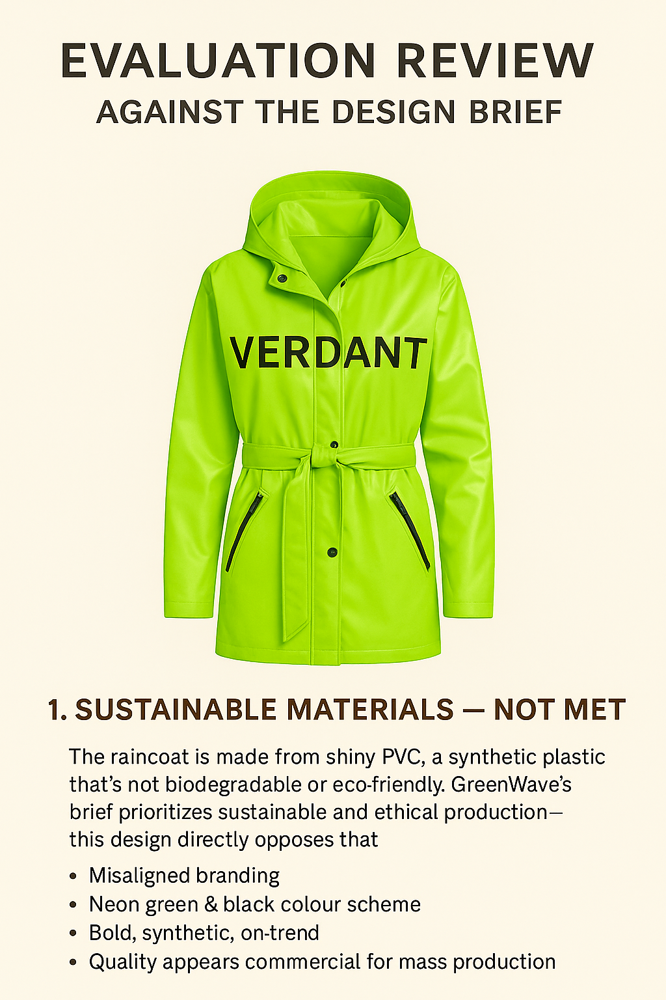 EVALUATION REVIEW
AGAINST THE DESIGN BRIEF
VERDANT
1. SUSTAINABLE MATERIALS — NOT MET
The raincoat is made from shiny PVC, a synthetic plastic
that’s not biodegradable or eco-friendly. GreenWave’s
brief prioritizes sustainable and ethical production—
this design directly opposes that
• Misaligned branding
• Neon green & black colour scheme
• Bold, synthetic, on-trend
• Quality appears commercial for mass production